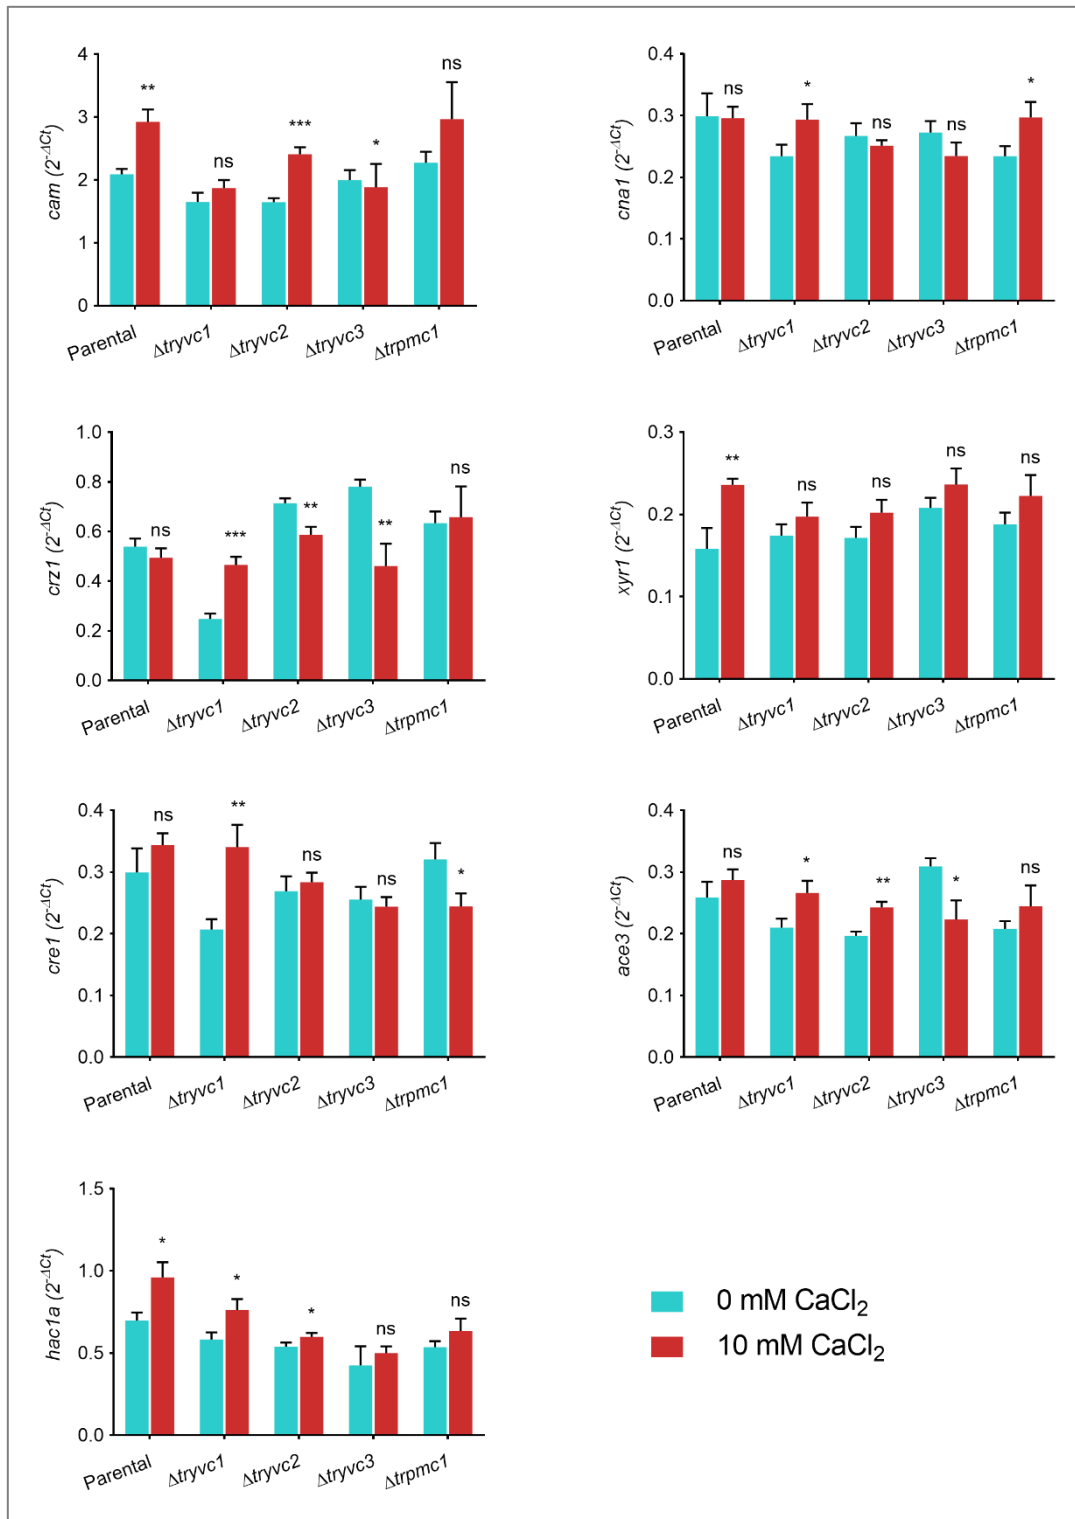 cam (2-ΔCt)
4
3
2
1
0
** ns *** * ns
Parental Δtryvc1 Δtryvc2 Δtryvc3 Δtrpmc1
cna1 (2-ΔCt)
0.4
0.3
0.2
0.1
0.0
ns * ns ns *
Parental Δtryvc1 Δtryvc2 Δtryvc3 Δtrpmc1
crz1 (2-ΔCt)
1.0
0.8
0.6
0.4
0.2
0.0
ns *** ** ** ns
Parental Δtryvc1 Δtryvc2 Δtryvc3 Δtrpmc1
xyr1 (2-ΔCt)
0.3
0.2
0.1
0.0
** ns ns ns ns
Parental Δtryvc1 Δtryvc2 Δtryvc3 Δtrpmc1
cre1 (2-ΔCt)
0.4
0.3
0.2
0.1
0.0
ns ** ns ns *
Parental Δtryvc1 Δtryvc2 Δtryvc3 Δtrpmc1
ace3 (2-ΔCt)
0.4
0.3
0.2
0.1
0.0
ns * ** * ns
Parental Δtryvc1 Δtryvc2 Δtryvc3 Δtrpmc1
hac1a (2-ΔCt)
1.5
1.0
0.5
0.0
* * * ns ns
Parental Δtryvc1 Δtryvc2 Δtryvc3 Δtrpmc1
0 mM CaCl2
10 mM CaCl2